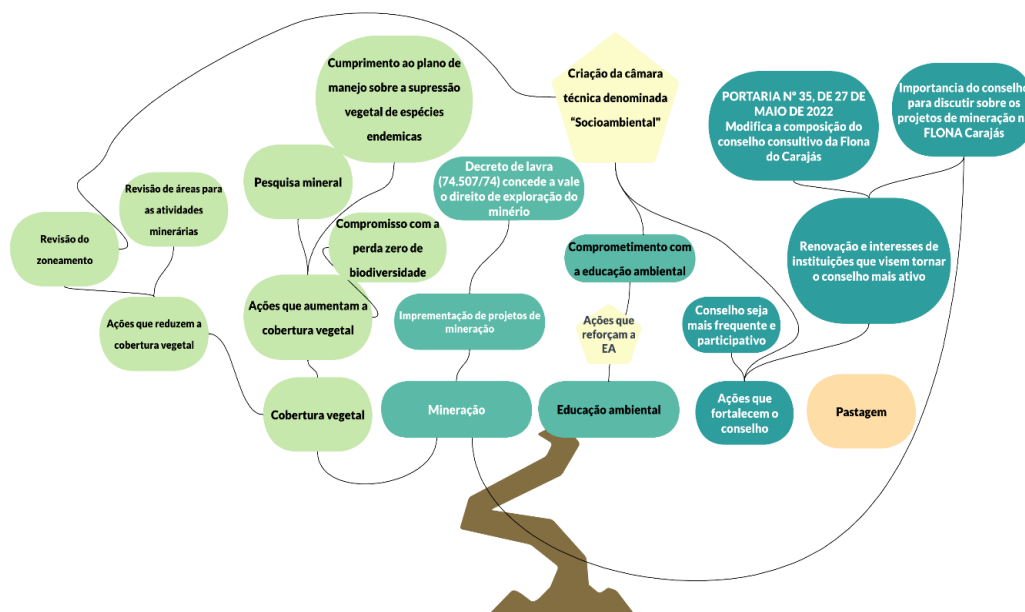 Cumprimento ao plano de
manejo sobre a supressão
vegetal de espécies
endemicas
Criação da câmara
técnica denominada
“Socioambiental”
PORTARIA Nº 35, DE 27 DE
MAIO DE 2022
Modifica a composição do
conselho consultivo da Flona
do Carajás
Importancia do conselho
para discutir sobre os
projetos de mineração n
FLONA Carajás
Pesquisa mineral
Decreto de lavra
(74.507/74) concede a vale
o direito de exploração do
minério
Revisão de áreas para
as atividades
minerárias
Revisão do
zoneamento
Compromisso com a
perda zero de
biodiversidade
Comprometimento com
a educação ambiental
Renovação e interesses de
instituições que visem tornar
o conselho mais ativo
Ações que reduzem a
cobertura vegetal
Ações que aumentam a
cobertura vegetal
Imprementação de projetos de
mineração
Ações que
reforçam a
EA
Conselho seja
mais frequente e
participativo
Cobertura vegetal
Mineração
Educação ambiental
Ações que
fortalecem o
conselho
Pastagem